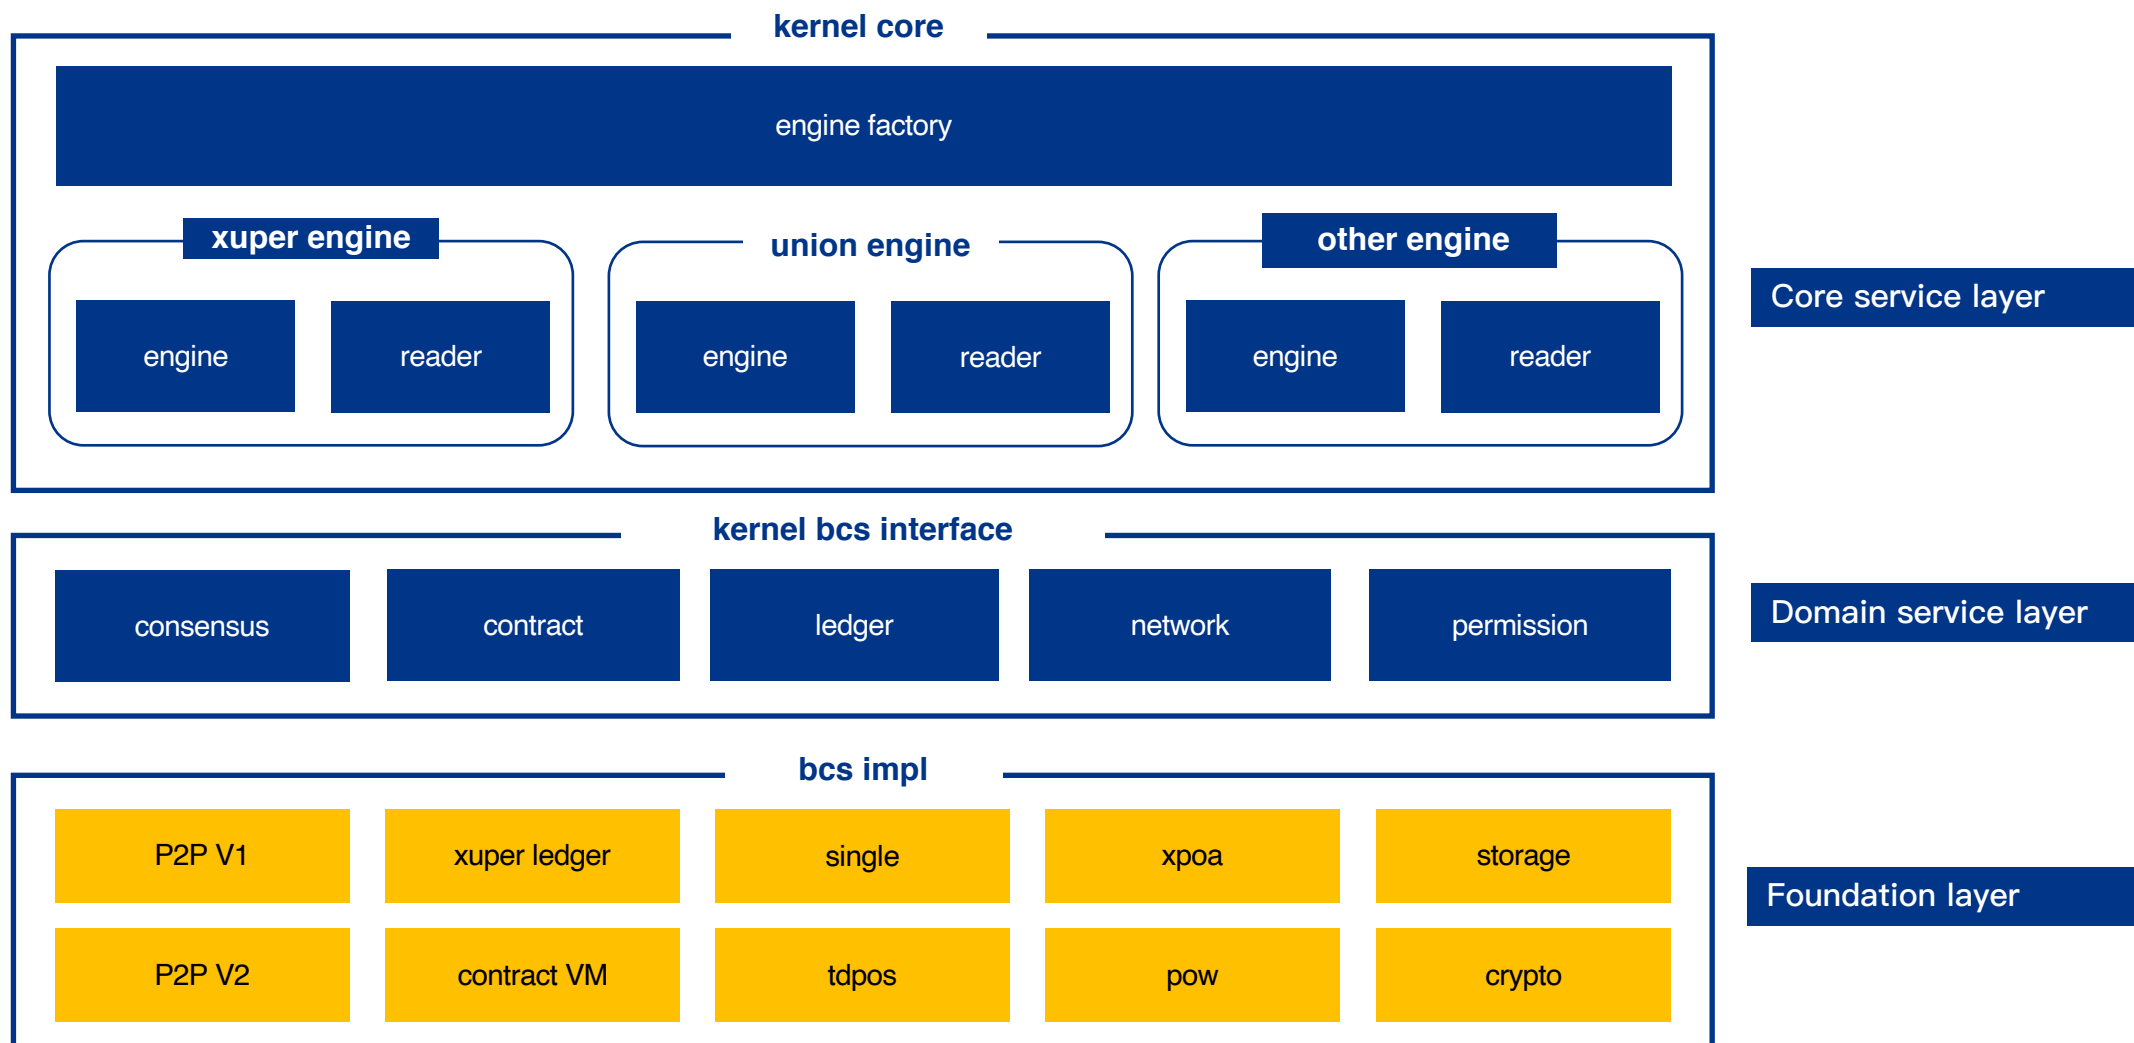 kernel core
engine factory
xuper engine
union engine
other engine
engine
reader
engine
reader
engine
reader
Core service layer
kernel bcs interface
consensus
contract
ledger
network
permission
Domain service layer
bcs impl
P2P V1
xuper ledger
single
xpoa
storage
Foundation layer
P2P V2
contract VM
tdpos
pow
crypto